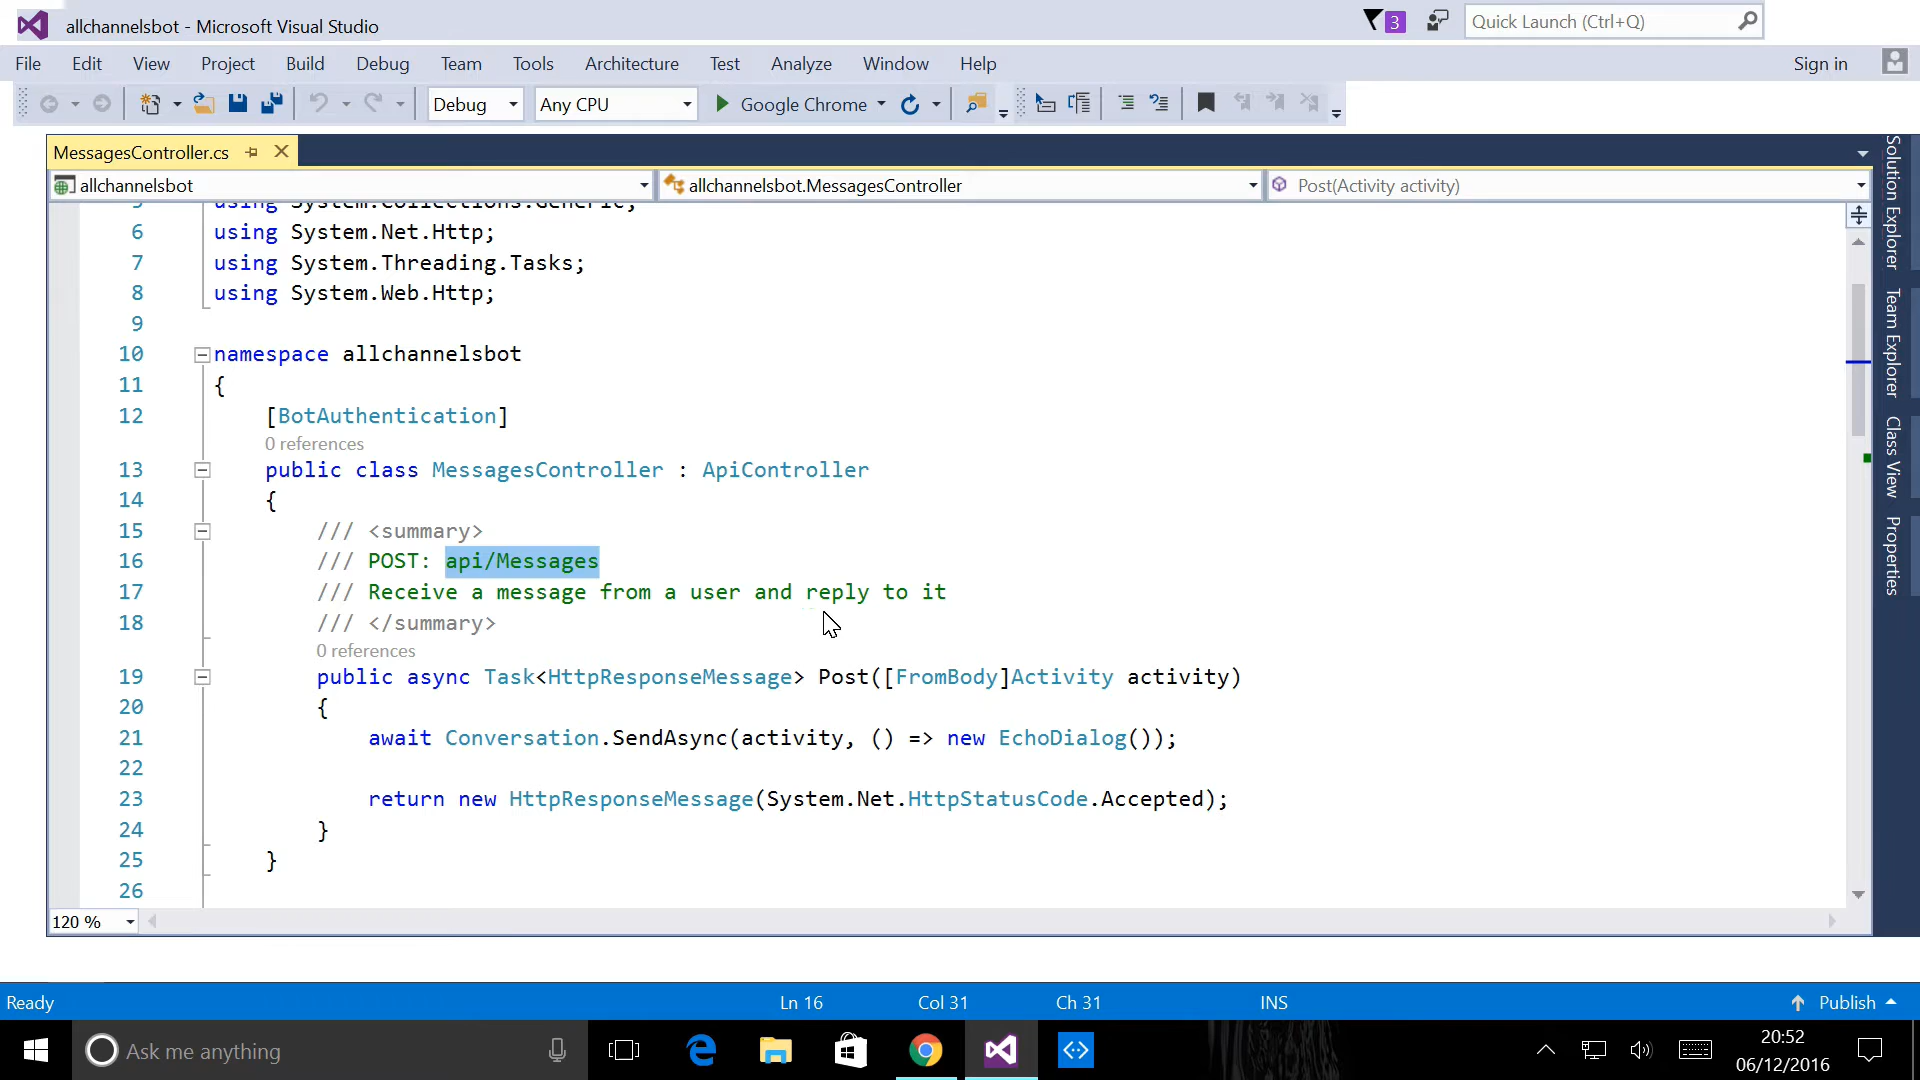 allchannelsbot - Microsoft Visual Studio
3
Quick Launch (Ctrl+Q)
File Edit View Project Build Debug Team Tools Architecture Test Analyze Window Help
Sign in
Debug
Any CPU
Google Chrome
MessagesController.cs
allchannelsbot
allchannelsbot.MessagesController
Post(Activity activity)
5 using System.Collections.Generic;
6 using System.Net.Http;
7 using System.Threading.Tasks;
8 using System.Web.Http;
9
10 namespace allchannelsbot
11 {
12 [BotAuthentication]
0 references
13 public class MessagesController : ApiController
14 {
15 /// <summary>
16 /// POST: api/Messages
17 /// Receive a message from a user and reply to it
18 /// </summary>
0 references
19 public async Task<HttpResponseMessage> Post([FromBody]Activity activity)
20 {
21 await Conversation.SendAsync(activity, () => new EchoDialog());
22
23 return new HttpResponseMessage(System.Net.HttpStatusCode.Accepted);
24 }
25 }
26
120 %
Solution Explorer
Team Explorer
Class View
Properties
Ready
Ln 16
Col 31
Ch 31
INS
Publish
Ask me anything
20:52
06/12/2016